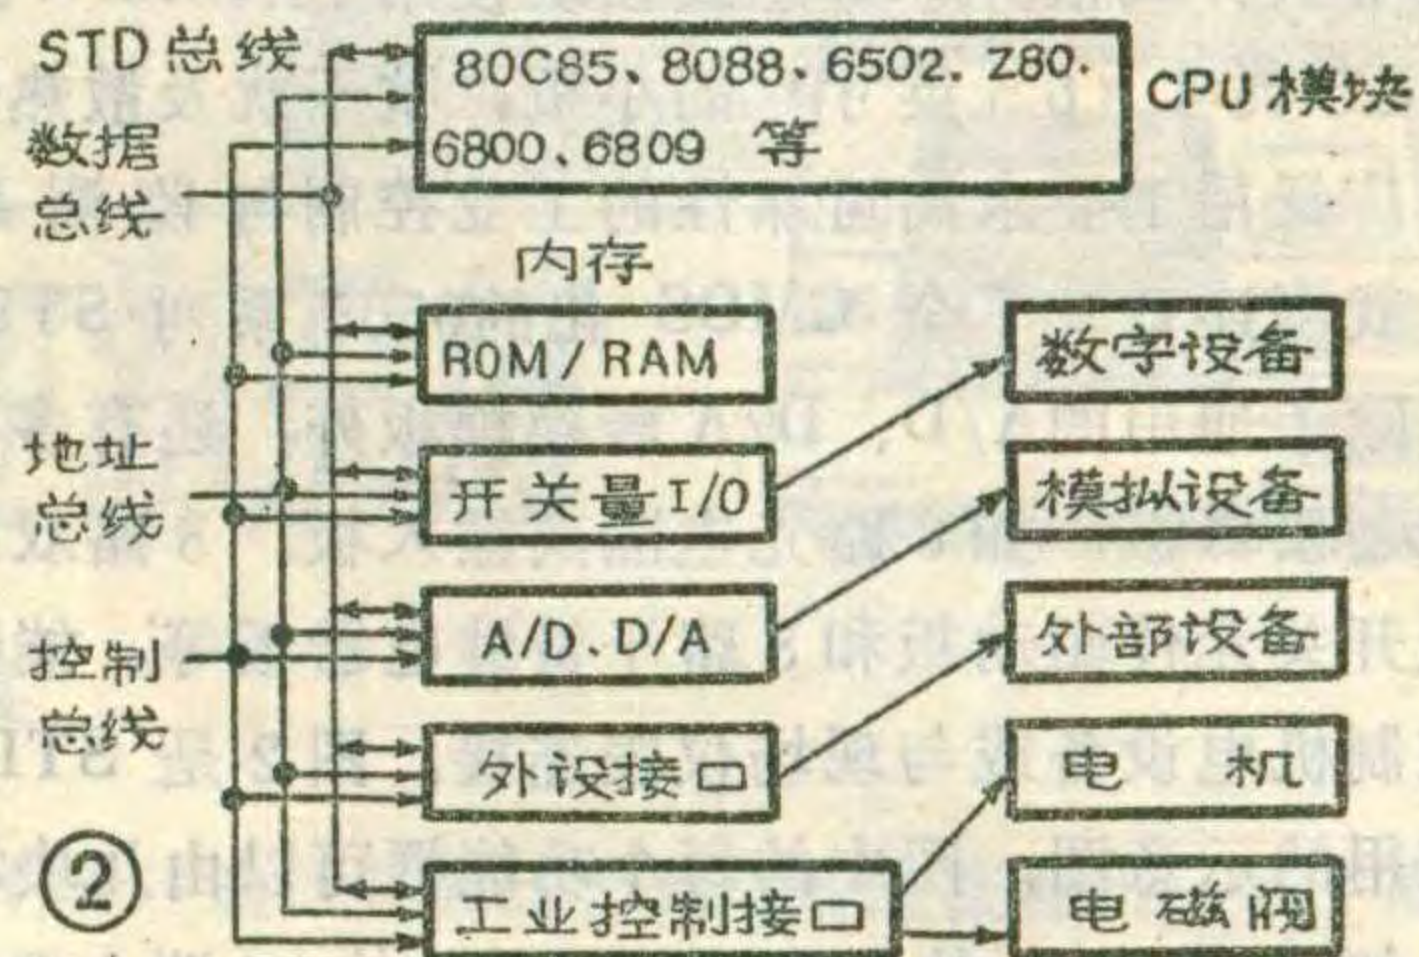 STD总线
80C85、8088、6502.Z80.
6800、6809 等
CPU模块
数据
总线
内存
ROM/RAM
数字设备
地址
总线
开关量I/O
模拟设备
A/D、D/A
外部设备
控制
总线
外设接口
电 机
工业控制接口
电磁阀
②